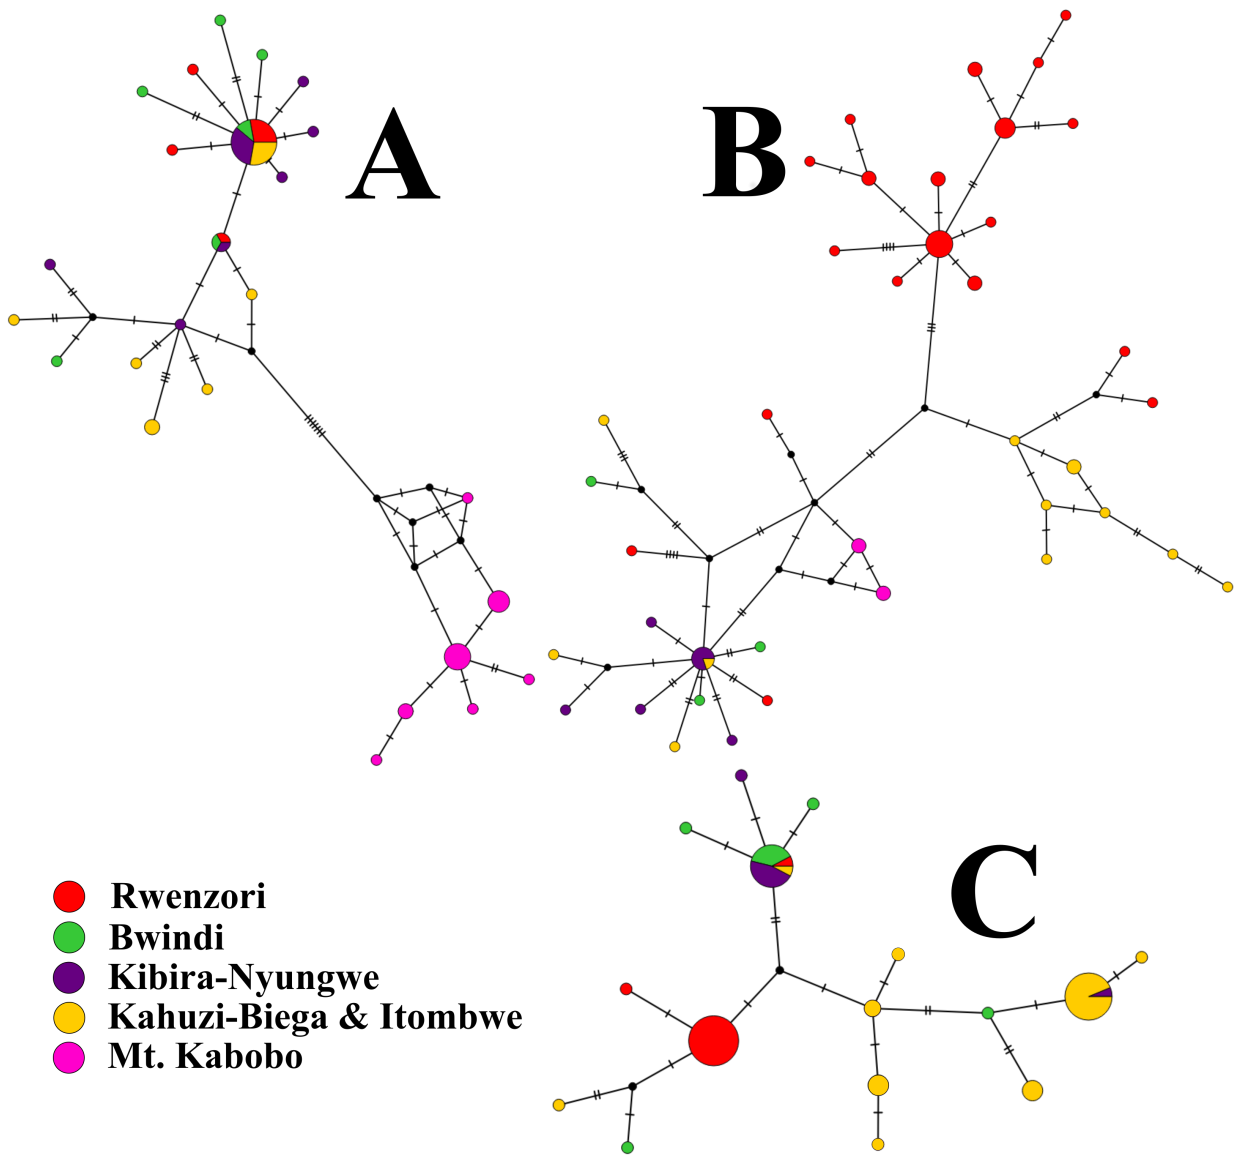 A
B
C
Rwenzori
Bwindi
Kibira-Nyungwe
Kahuzi-Biega & Itombwe
Mt. Kabobo